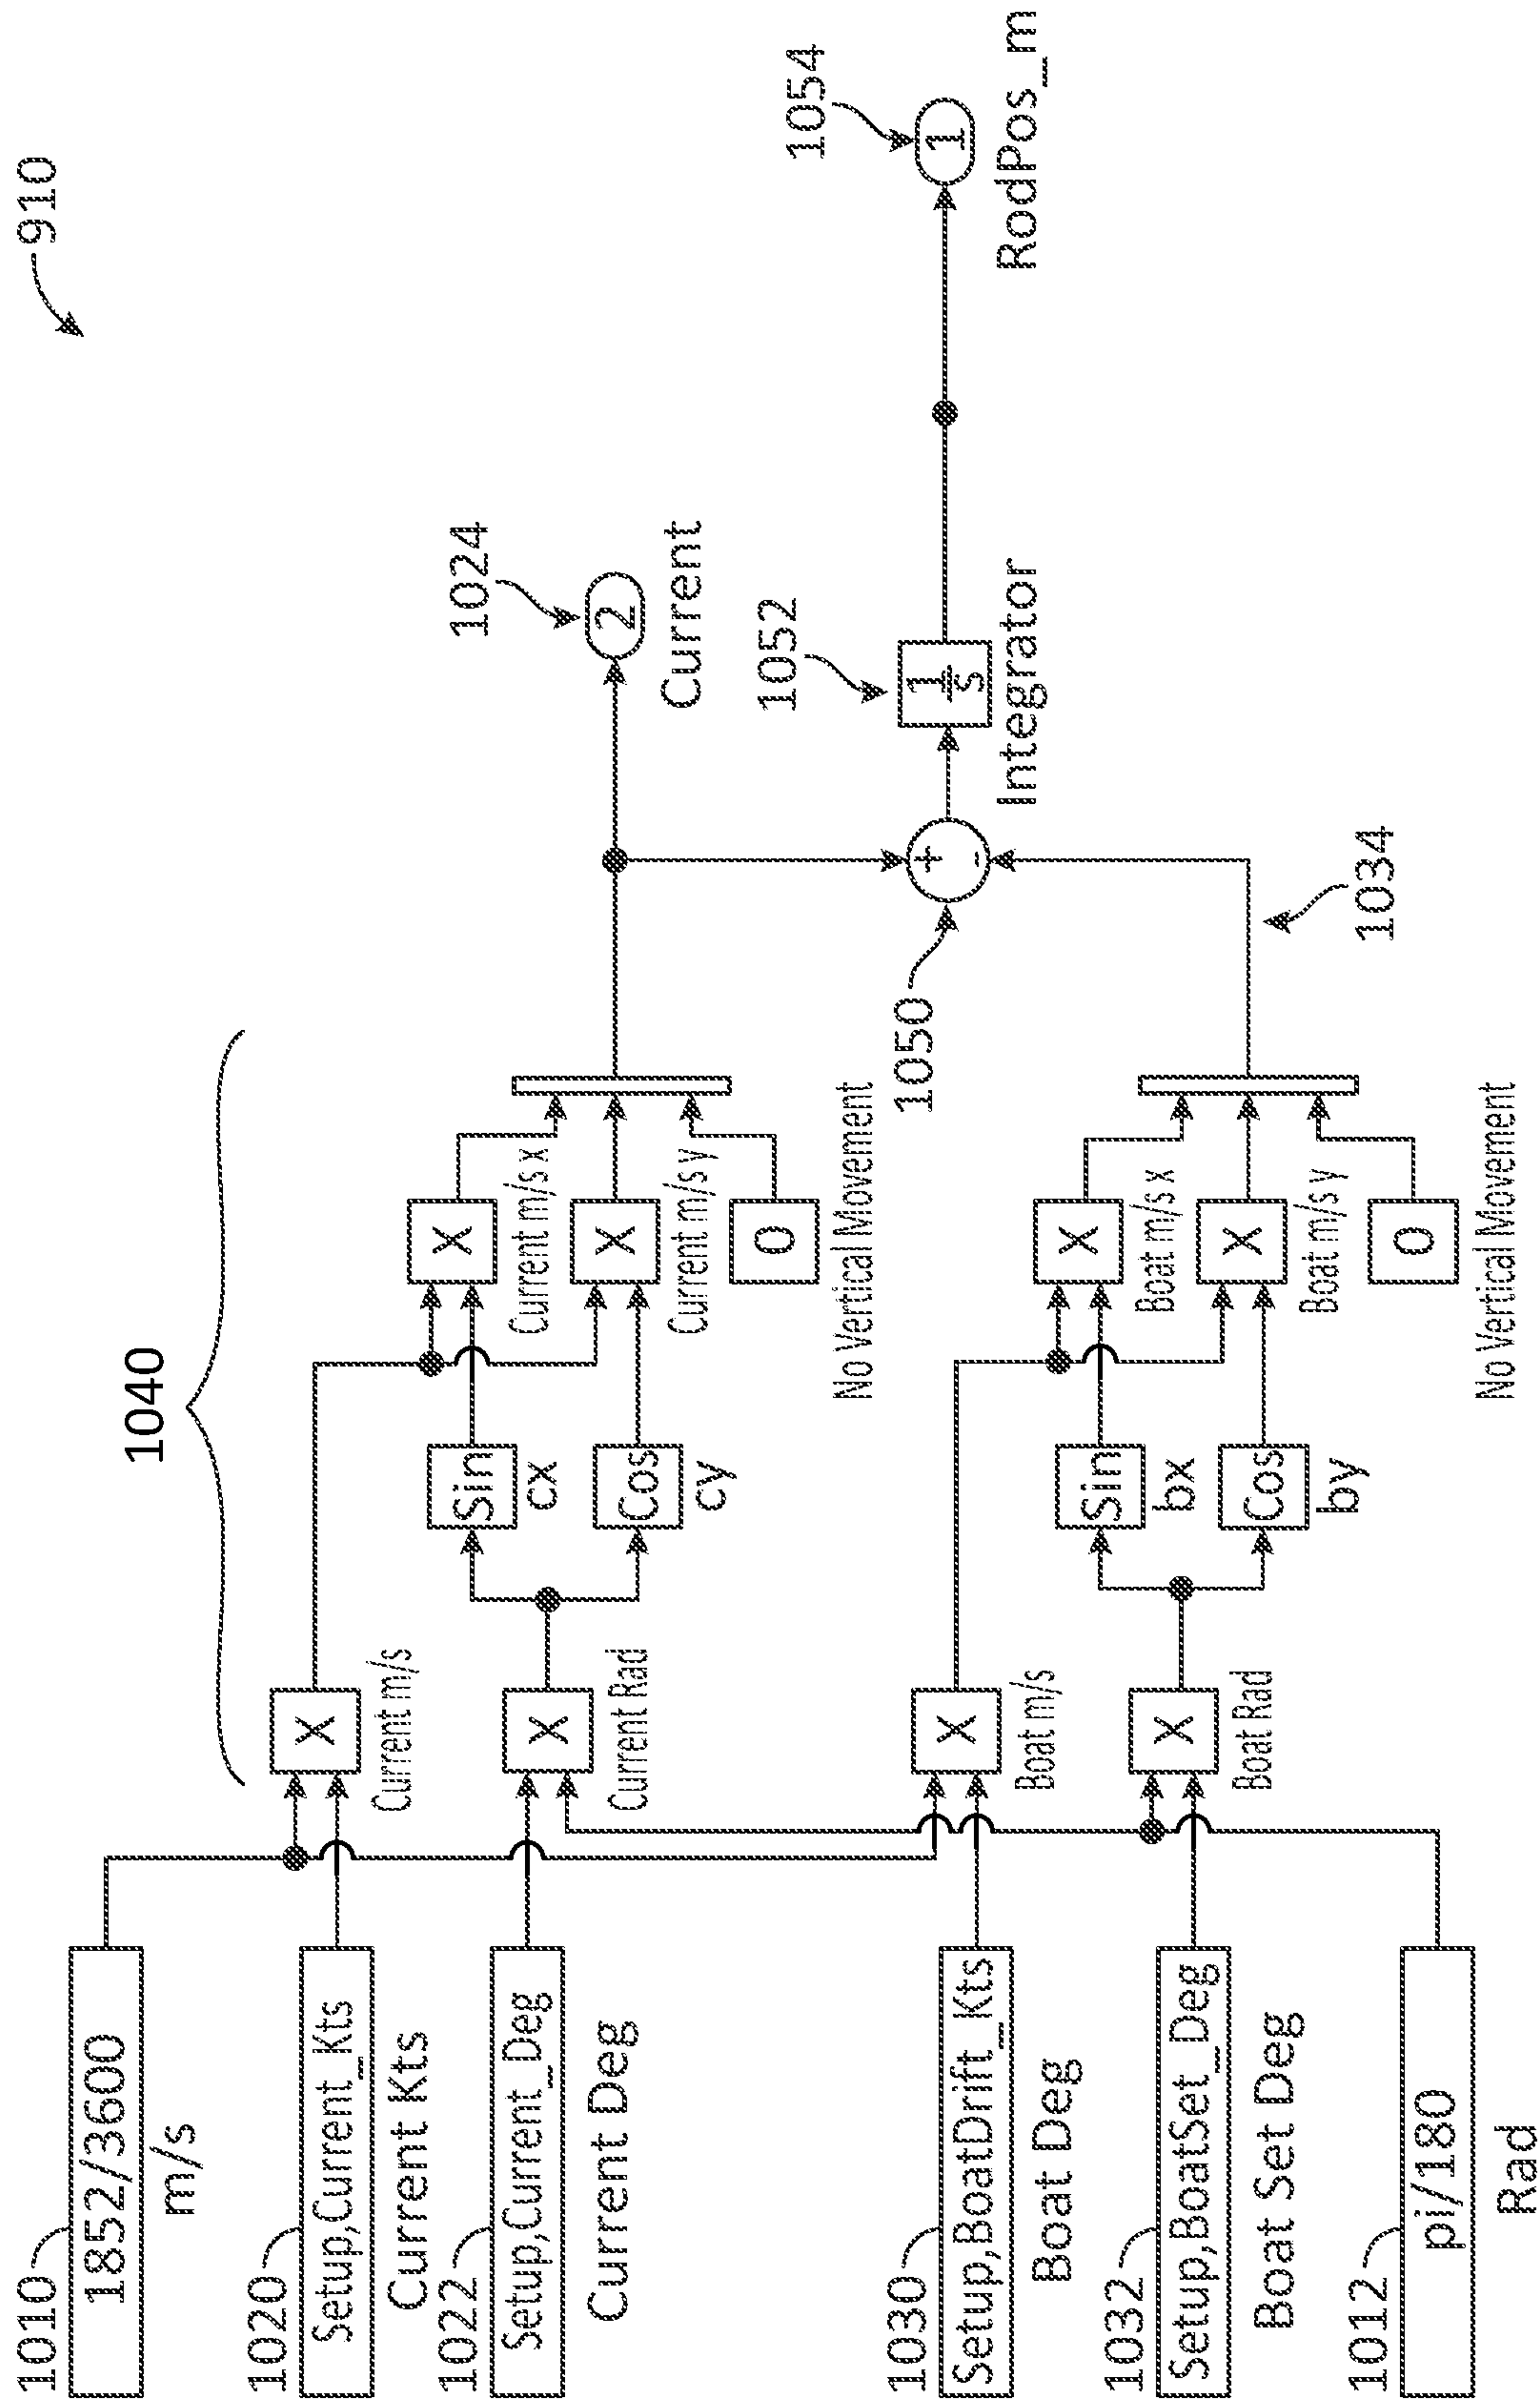 910
1040
1010
1852/3600
m/s
1020
Setup,Current_Kts
Current Kts
1022
Setup,Current_Deg
Current Deg
1030
Setup,BoatDrift_Kts
Boat Deg
1032
Setup,BoatSet_Deg
Boat Set Deg
1012
pi/180
Rad
X
Current m/s
X
Current Rad
Sin
cx
Cos
cy
X
Current m/s x
X
Current m/s y
0
No Vertical Movement
X
Boat m/s
X
Boat Rad
Sin
bx
Cos
by
X
Boat m/s x
X
Boat m/s y
0
No Vertical Movement
1024
2
Current
1050
+
-
1034
1052
1
s
Integrator
1054
1
RodPos_m